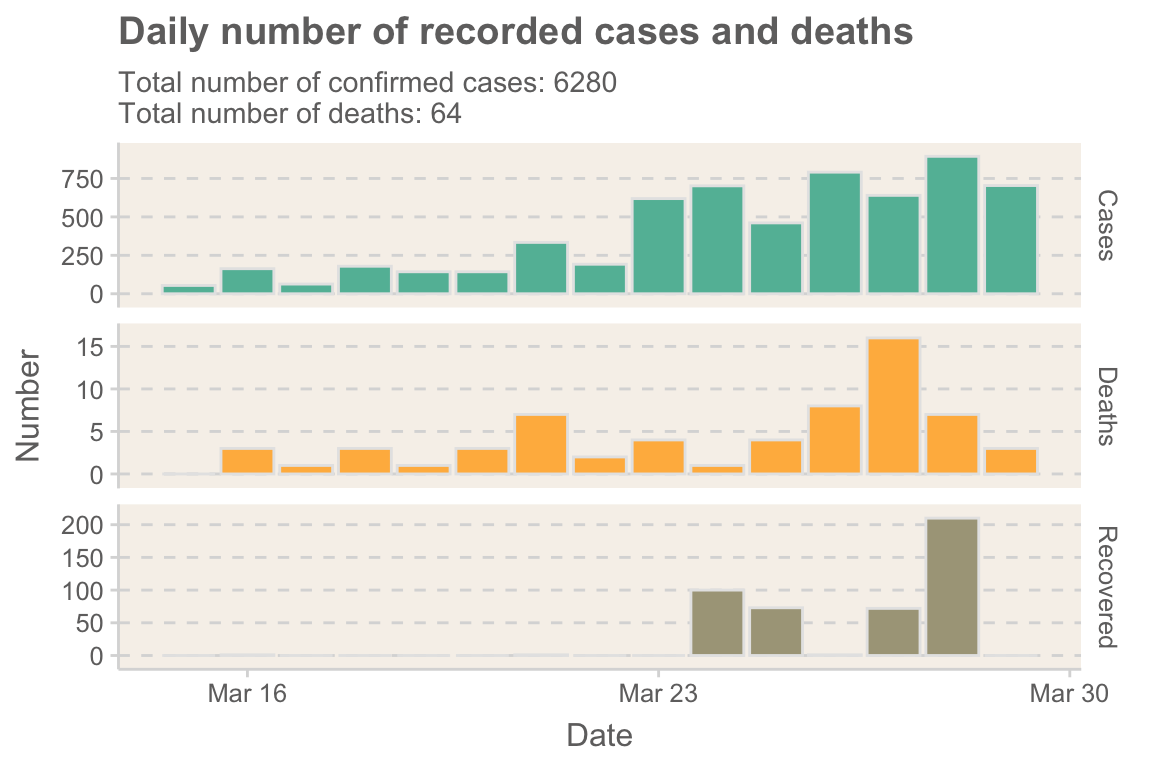 Daily number of recorded cases and deaths
Total number of confirmed cases: 6280
Total number of deaths: 64
750
500
250
0
Cases
15
10
5
0
Deaths
Number
200
150
100
50
0
Recovered
Mar 16
Mar 23
Mar 30
Date